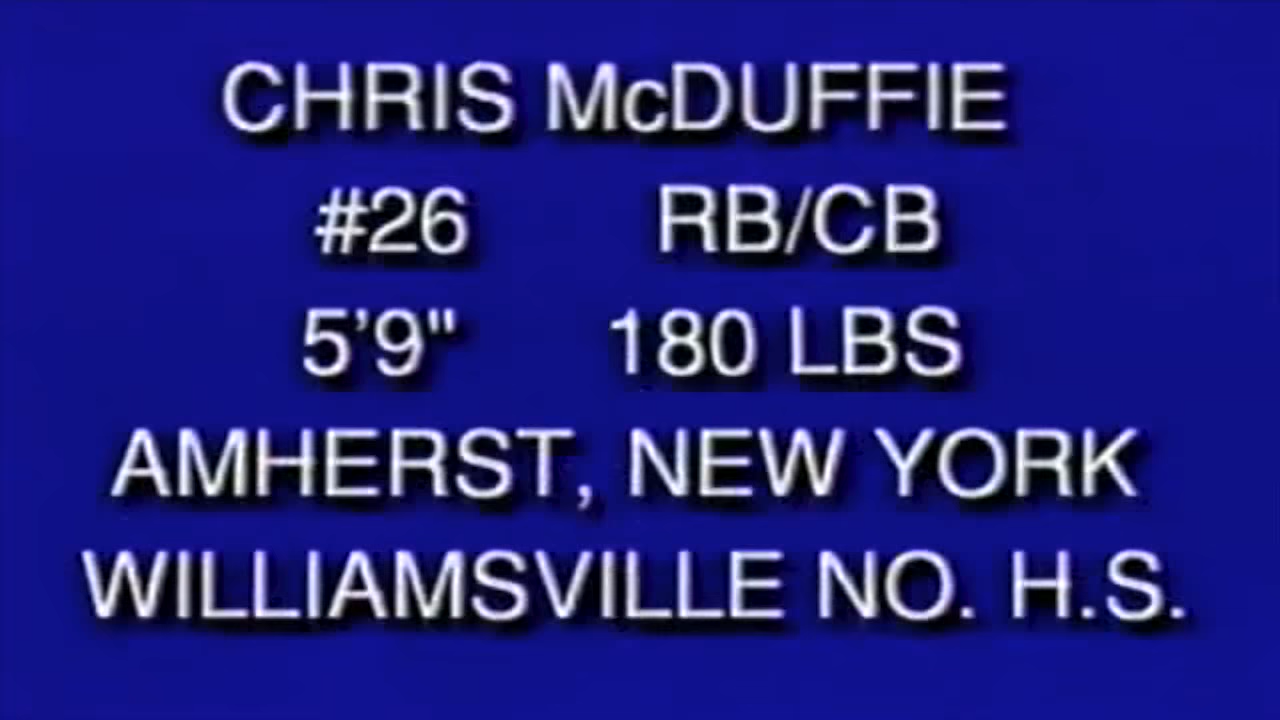 CHRIS McDUFFIE
#26 RB/CB
5'9" 180 LBS
AMHERST, NEW YORK
WILLIAMSVILLE NO. H.S.